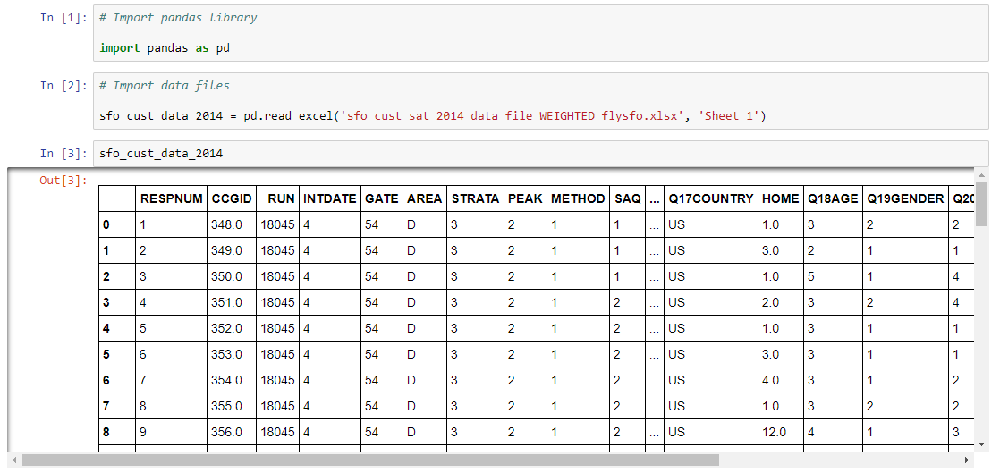 In [1]: # Import pandas library
import pandas as pd
In [2]: # Import data files
sfo_cust_data_2014 = pd.read_excel('sfo cust sat 2014 data file_WEIGHTED_flysfo.xlsx', 'Sheet 1')
In [3]: sfo_cust_data_2014
Out[3]:
RESPNUM CCGID RUN INTDATE GATE AREA STRATA PEAK METHOD SAQ ... Q17COUNTRY HOME Q18AGE Q19GENDER Q20
0 1 348.0 18045 4 54 D 3 2 1 1 ... US 1.0 3 2 2
1 2 349.0 18045 4 54 D 3 2 1 1 ... US 3.0 2 1 1
2 3 350.0 18045 4 54 D 3 2 1 1 ... US 1.0 5 1 4
3 4 351.0 18045 4 54 D 3 2 1 2 ... US 2.0 3 2 4
4 5 352.0 18045 4 54 D 3 2 1 2 ... US 1.0 3 1 1
5 6 353.0 18045 4 54 D 3 2 1 2 ... US 3.0 3 1 1
6 7 354.0 18045 4 54 D 3 2 1 2 ... US 4.0 3 1 2
7 8 355.0 18045 4 54 D 3 2 1 2 ... US 1.0 3 2 2
8 9 356.0 18045 4 54 D 3 2 1 2 ... US 12.0 4 1 3